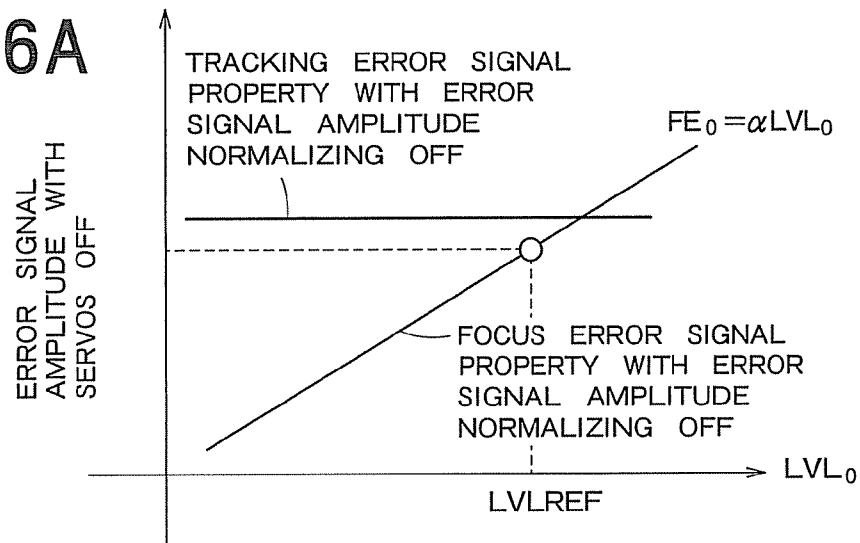 6A
TRACKING ERROR SIGNAL
PROPERTY WITH ERROR
SIGNAL AMPLITUDE
NORMALIZING OFF
FE₀=αLVL₀
ERROR SIGNAL
AMPLITUDE WITH
SERVOS OFF
FOCUS ERROR SIGNAL
PROPERTY WITH ERROR
SIGNAL AMPLITUDE
NORMALIZING OFF
LVL₀
LVLREF